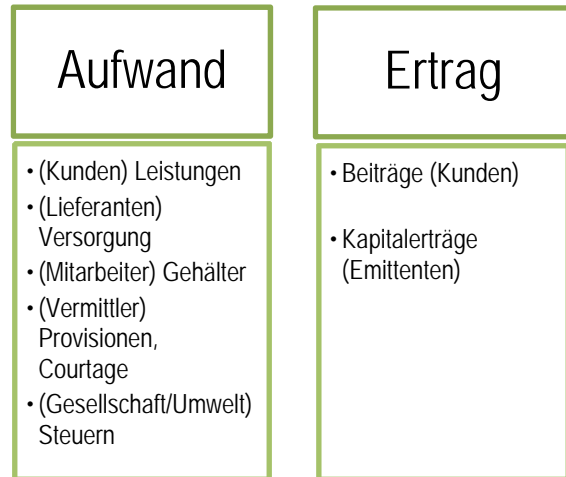 Aufwand
• (Kunden) Leistungen
• (Lieferanten)
Versorgung
• (Mitarbeiter) Gehälter
• (Vermittler)
Provisionen,
Courtage
• (Gesellschaft/Umwelt)
Steuern
Ertrag
• Beiträge (Kunden)
• Kapitalerträge
(Emittenten)